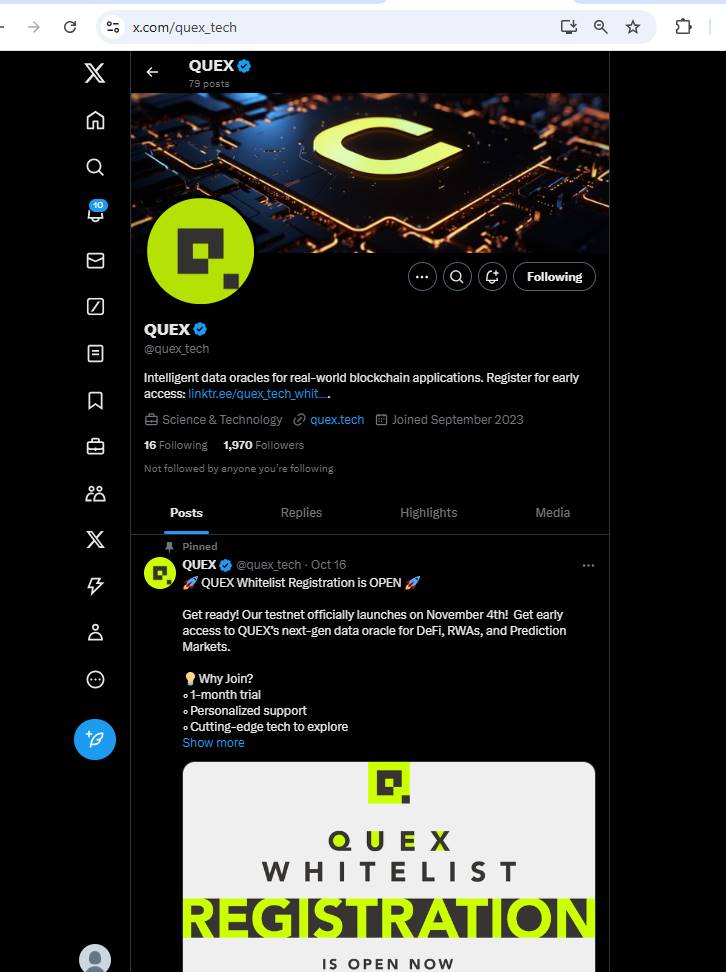 x.com/quex_tech
QUEX
79 posts
10
Following
QUEX
@quex_tech
Intelligent data oracles for real-world blockchain applications. Register for early
access: linktr.ee/quex_tech_whit….
Science & Technology quex.tech Joined September 2023
16 Following 1,970 Followers
Not followed by anyone you're following
Posts Replies Highlights Media
Pinned
QUEX @quex_tech · Oct 16
🚀 QUEX Whitelist Registration is OPEN 🚀
Get ready! Our testnet officially launches on November 4th! Get early
access to QUEX's next-gen data oracle for DeFi, RWAs, and Prediction
Markets.
💡Why Join?
∘ 1-month trial
∘ Personalized support
∘ Cutting-edge tech to explore
Show more
QUEX
WHITELIST
REGISTRATION
IS OPEN NOW